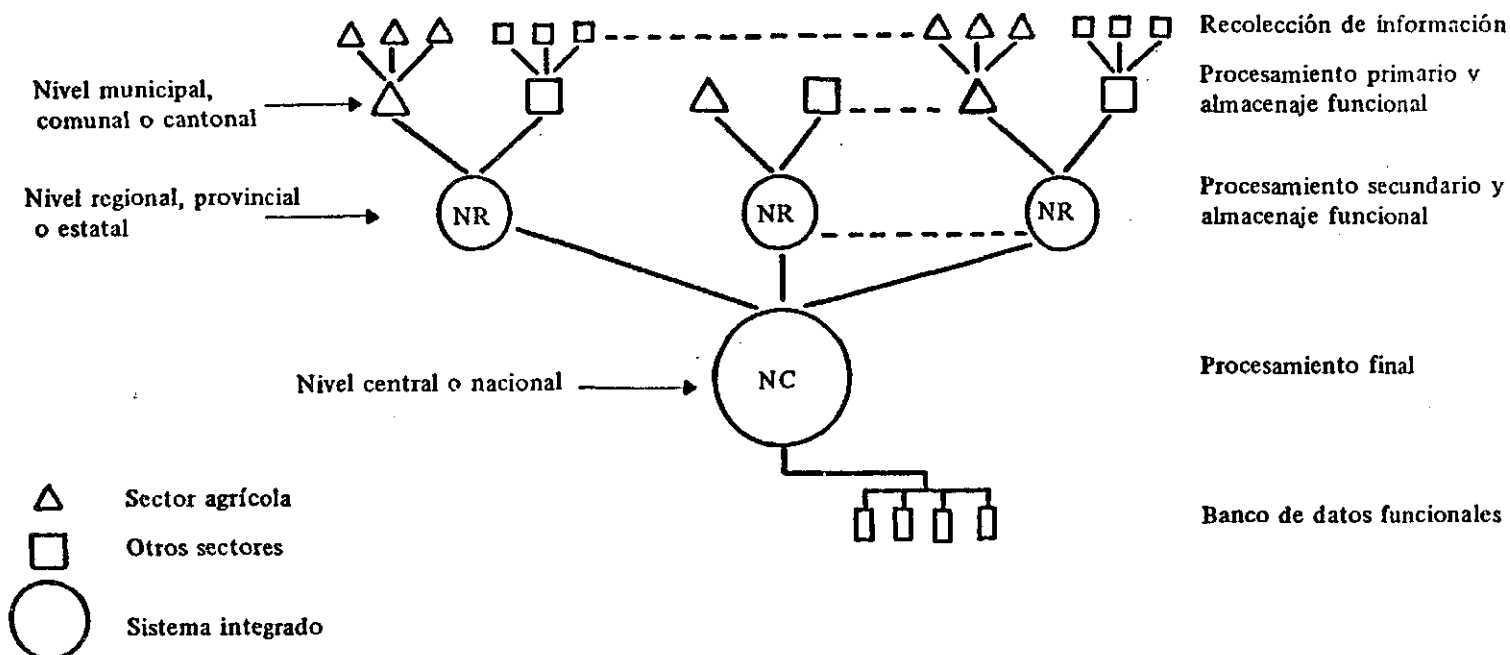 Recolección de información
Nivel municipal,
comunal o cantonal
Procesamiento primario y
almacenaje funcional
Nivel regional, provincial
o estatal
NR
NR
NR
Procesamiento secundario y
almacenaje funcional
Nivel central o nacional
NC
Procesamiento final
Sector agrícola
Otros sectores
Sistema integrado
Banco de datos funcionales